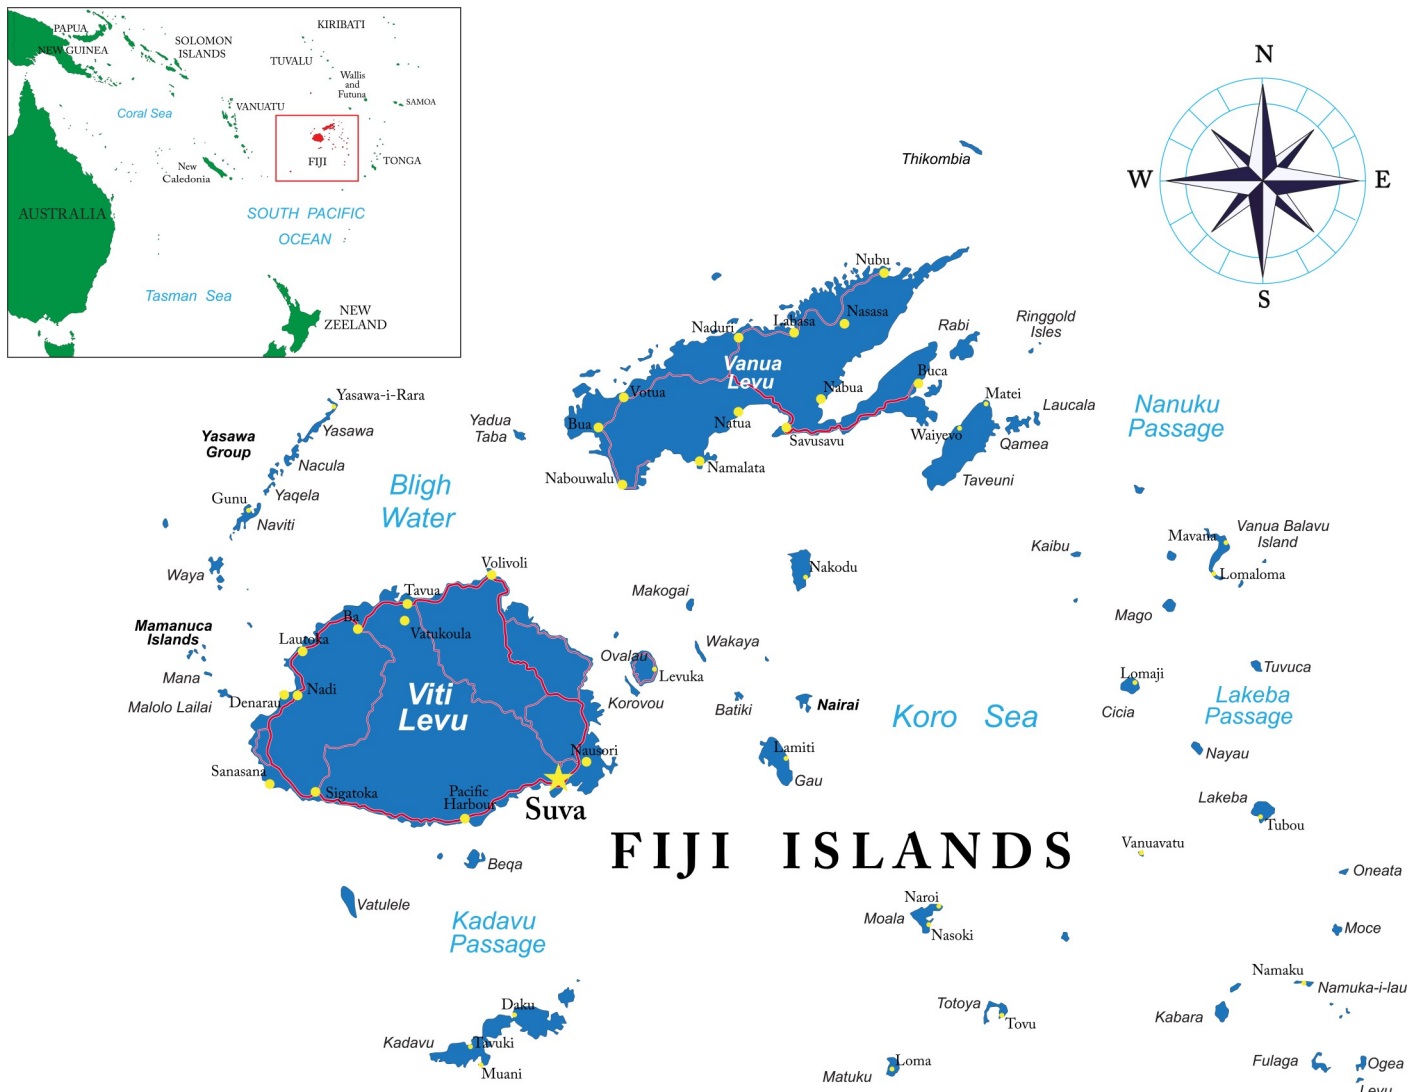 PAPUA
NEW GUINEA
SOLOMON
ISLANDS
KIRIBATI
TUVALU
Wallis
and
Futuna
SAMOA
Coral Sea
VANUATU
FIJI
TONGA
New
Caledonia
AUSTRALIA
SOUTH PACIFIC
OCEAN
Tasman Sea
NEW
ZEELAND
N
W
E
S
Thikombia
Nubu
Nasasa
Labasa
Naduri
Vanua
Levu
Rabi
Ringgold
Isles
Buca
Nabua
Votua
Natua
Bua
Savusavu
Namalata
Nabouwalu
Matei
Laucala
Waiyevo
Qamea
Taveuni
Nanuku
Passage
Yasawa-i-Rara
Yasawa
Yasawa
Group
Nacula
Yaqela
Gunu
Naviti
Yadua
Taba
Bligh
Water
Waya
Mamanuca
Islands
Mana
Malolo Lailai
Volivoli
Tavua
Ba
Vatukoula
Lautoka
Nadi
Denarau
Viti
Levu
Sanasana
Sigatoka
Pacific
Harbour
Nausori
Suva
Makogai
Nakodu
Wakaya
Ovalau
Levuka
Korovou
Batiki
Nairai
Koro Sea
Lamiti
Gau
Kaibu
Mavana
Vanua Balavu
Island
Lomaloma
Mago
Lomaji
Cicia
Tuvuca
Lakeba
Passage
Nayau
Lakeba
Tubou
Vanuavatu
FIJI ISLANDS
Beqa
Vatulele
Kadavu
Passage
Oneata
Moce
Naroi
Moala
Nasoki
Namaku
Namuka-i-lau
Kabara
Totoya
Tovu
Daku
Kadavu
Tavuki
Muani
Loma
Matuku
Fulaga
Ogea
Levu